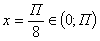 x = П/8 ∈ (0; П)